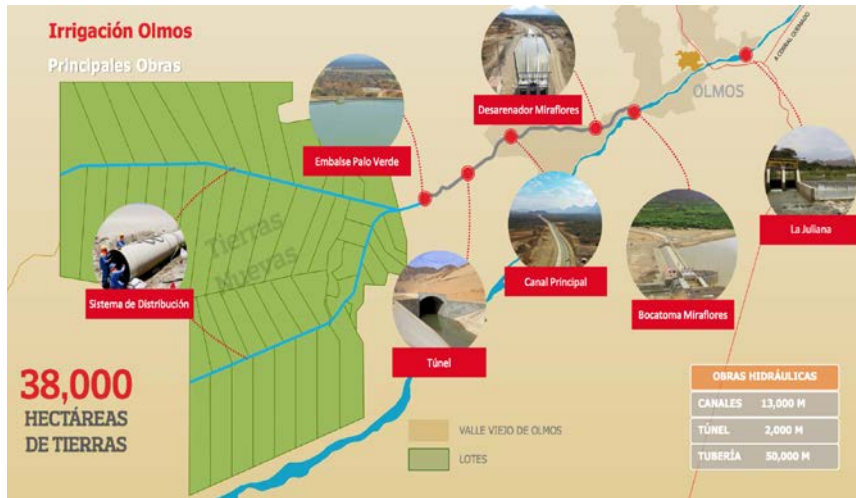 Irrigación Olmos
Principales Obras
A CORRAL QUEMADO
OLMOS
Desarenador Miraflores
Embalse Palo Verde
La Juliana
Tierras
Nuevas
Canal Principal
Sistema de Distribución
Bocatoma Miraflores
Túnel
38,000
HECTÁREAS
DE TIERRAS
OBRAS HIDRÁULICAS
CANALES 13,000 M
TÚNEL 2,000 M
TUBERÍA 50,000 M
VALLE VIEJO DE OLMOS
LOTES